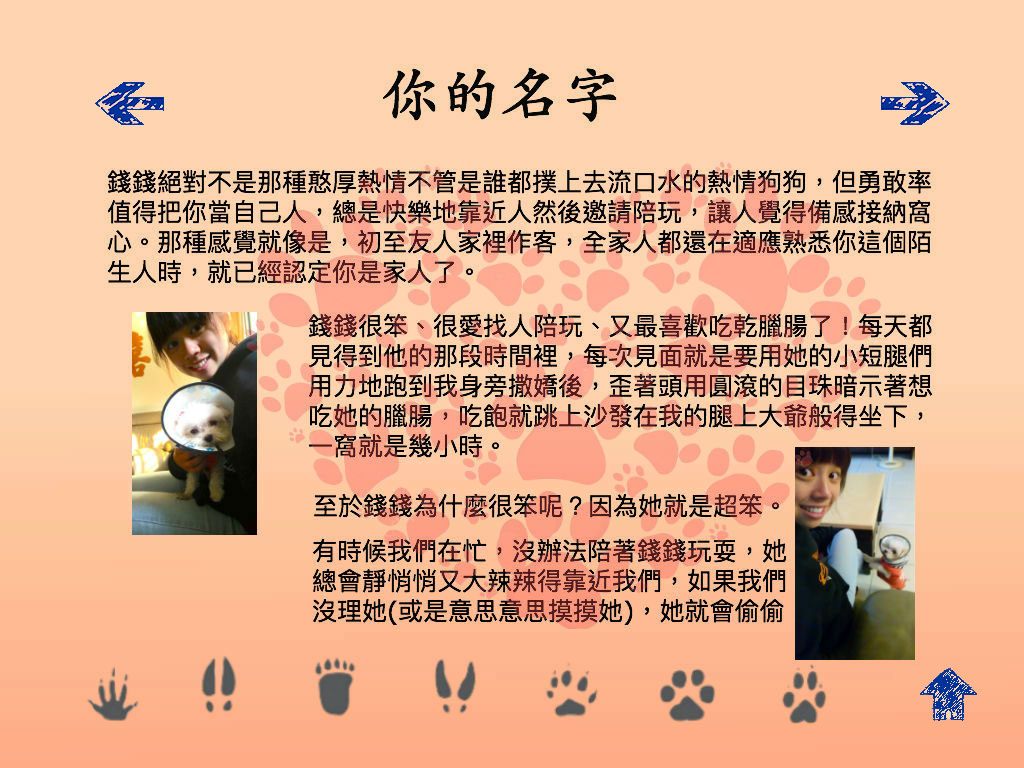 你的名字
錢錢絕對不是那種憨厚熱情不管是誰都撲上去流口水的熱情狗狗，但勇敢率
值得把你當自己人，總是快樂地靠近人然後邀請陪玩，讓人覺得備感接納窩
心。那種感覺就像是，初至友人家裡作客，全家人都還在適應熟悉你這個陌
生人時，就已經認定你是家人了。
錢錢很笨、很愛找人陪玩、又最喜歡吃乾臘腸了！每天都
見得到他的那段時間裡，每次見面就是要用她的小短腿們
用力地跑到我身旁撒嬌後，歪著頭用圓滾的目珠暗示著想
吃她的臘腸，吃飽就跳上沙發在我的腿上大爺般得坐下，
一窩就是幾小時。
至於錢錢為什麼很笨呢？因為她就是超笨。
有時候我們在忙，沒辦法陪著錢錢玩耍，她
總會靜悄悄又大辣辣得靠近我們，如果我們
沒理她(或是意思意思摸摸她)，她就會偷偷